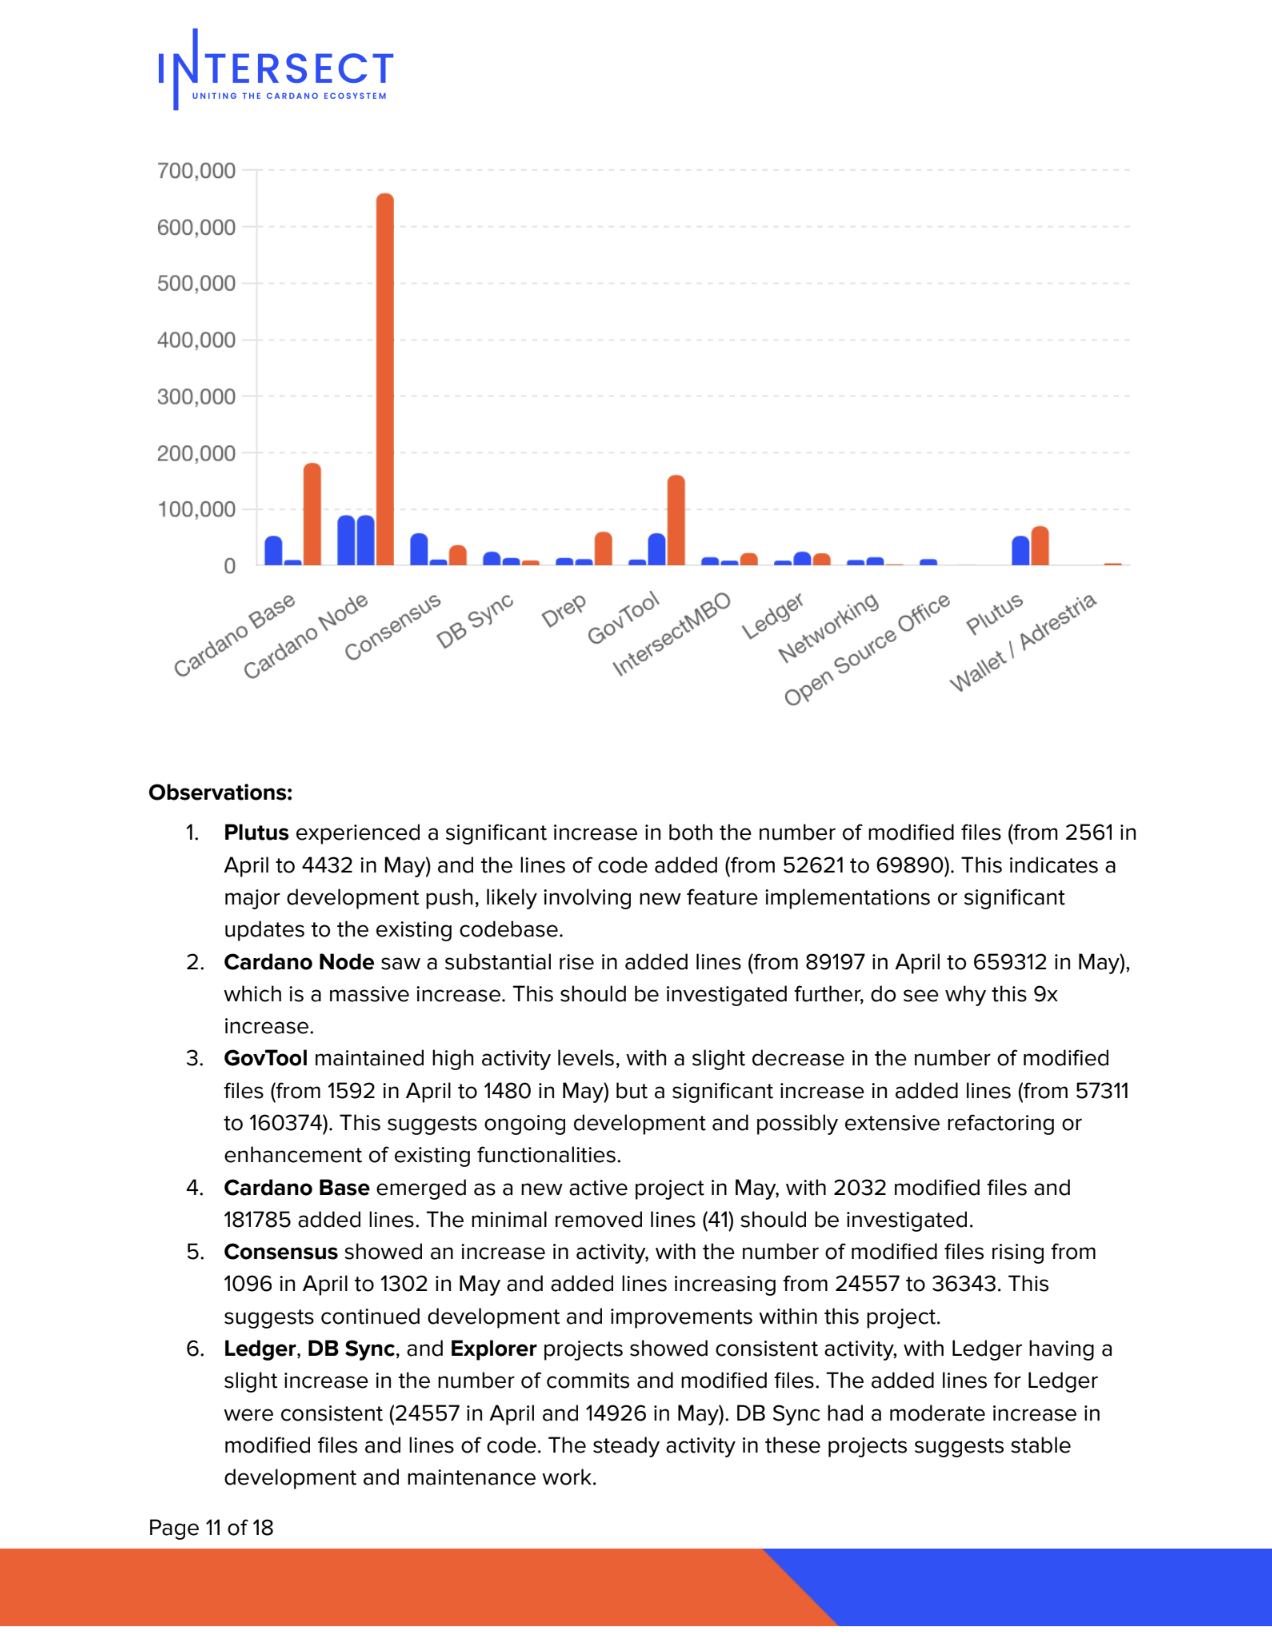 INTERSECT
UNITING THE CARDANO ECOSYSTEM
700,000
600,000
500,000
400,000
300,000
200,000
100,000
0
Cardano Base
Cardano Node
Consensus
DB Sync
Drep
GovTool
IntersectMBO
Ledger
Networking
Open Source Office
Plutus
Wallet / Adrestria
Observations:
1. Plutus experienced a significant increase in both the number of modified files (from 2561 in
April to 4432 in May) and the lines of code added (from 52621 to 69890). This indicates a
major development push, likely involving new feature implementations or significant
updates to the existing codebase.
2. Cardano Node saw a substantial rise in added lines (from 89197 in April to 659312 in May),
which is a massive increase. This should be investigated further, do see why this 9x
increase.
3. GovTool maintained high activity levels, with a slight decrease in the number of modified
files (from 1592 in April to 1480 in May) but a significant increase in added lines (from 57311
to 160374). This suggests ongoing development and possibly extensive refactoring or
enhancement of existing functionalities.
4. Cardano Base emerged as a new active project in May, with 2032 modified files and
181785 added lines. The minimal removed lines (41) should be investigated.
5. Consensus showed an increase in activity, with the number of modified files rising from
1096 in April to 1302 in May and added lines increasing from 24557 to 36343. This
suggests continued development and improvements within this project.
6. Ledger, DB Sync, and Explorer projects showed consistent activity, with Ledger having a
slight increase in the number of commits and modified files. The added lines for Ledger
were consistent (24557 in April and 14926 in May). DB Sync had a moderate increase in
modified files and lines of code. The steady activity in these projects suggests stable
development and maintenance work.
Page 11 of 18